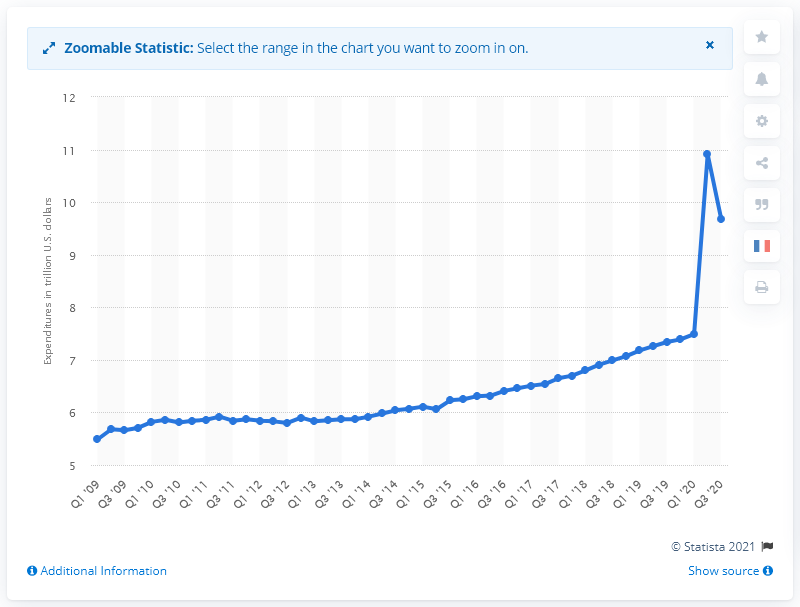 Zoomable Statistic: Select the range in the chart you want to zoom in on.
×
12
11
10
9
8
7
6
5
Expenditures in trillion U.S. dollars
Q1 '09
Q3 '09
Q1 '10
Q3 '10
Q1 '11
Q3 '11
Q1 '12
Q3 '12
Q1 '13
Q3 '13
Q1 '14
Q3 '14
Q1 '15
Q3 '15
Q1 '16
Q3 '16
Q1 '17
Q3 '17
Q1 '18
Q3 '18
Q1 '19
Q3 '19
Q1 '20
Q3 '20
© Statista 2021
Additional Information
Show source